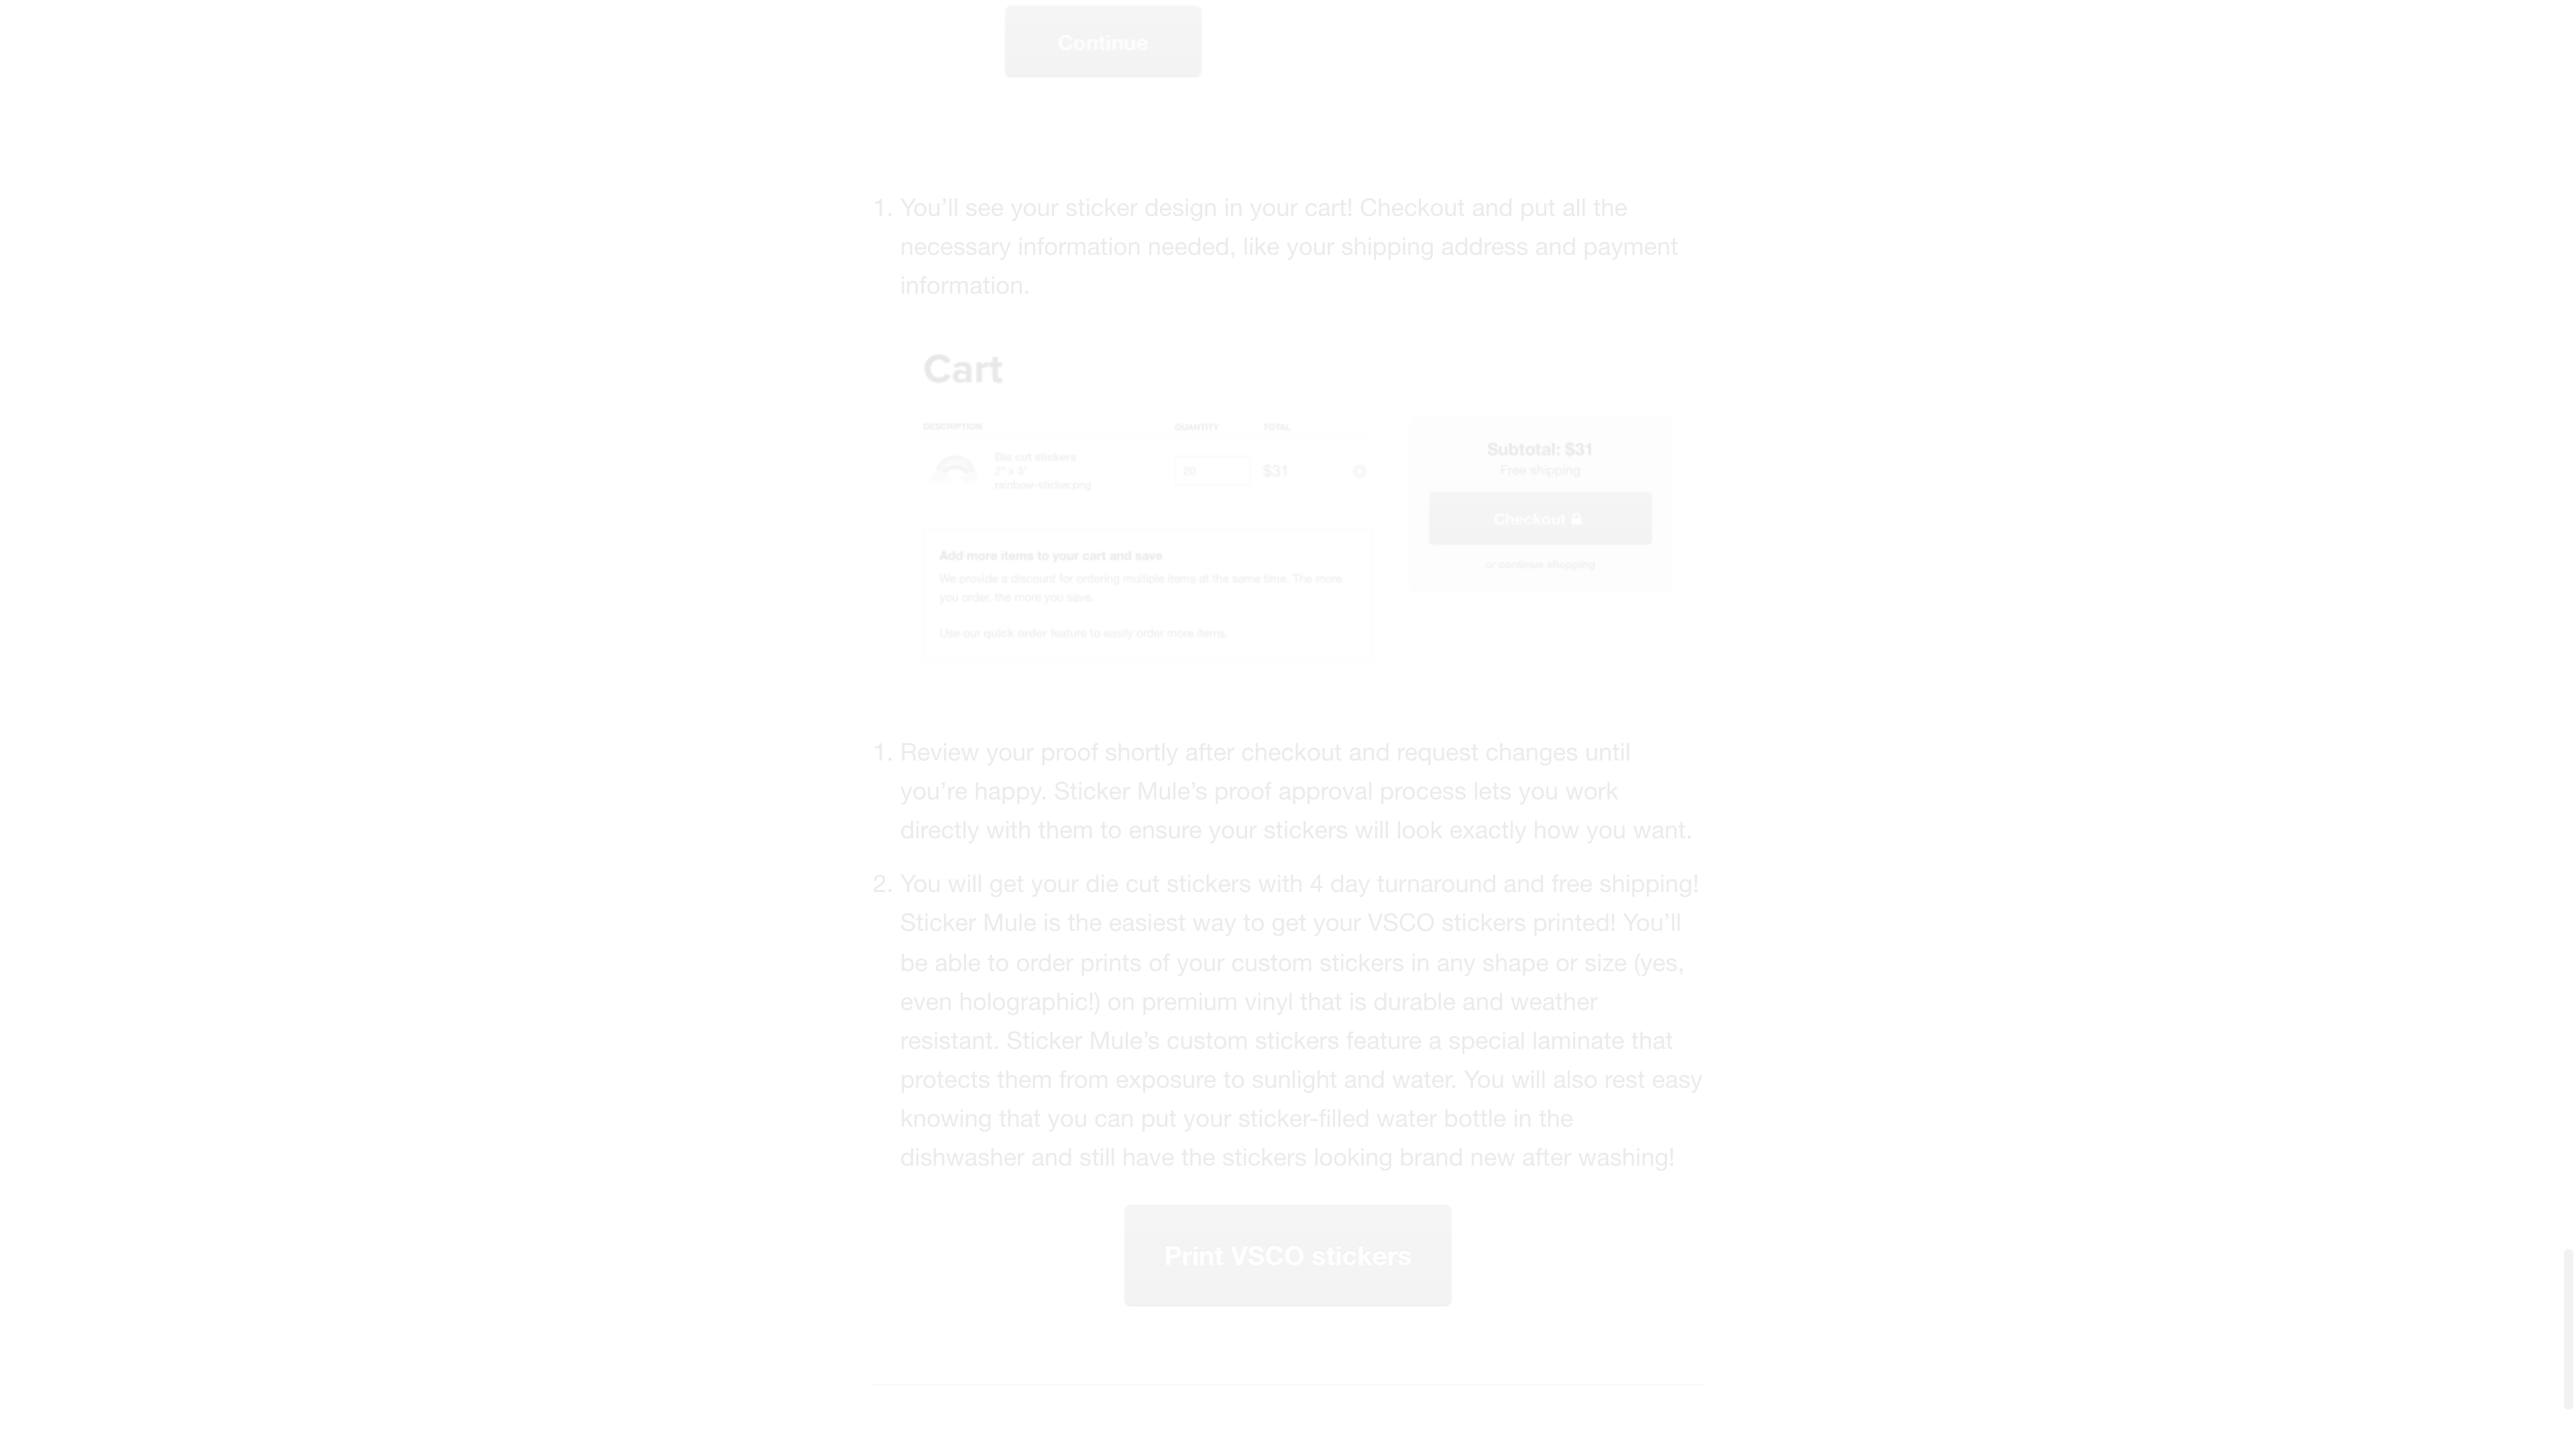 Continue
1. You’ll see your sticker design in your cart! Checkout and put all the
necessary information needed, like your shipping address and payment
information.
Cart
DESCRIPTION QUANTITY TOTAL
Die cut stickers
2" x 3"
rainbow-sticker.png
20 $31
Subtotal: $31
Free shipping
Checkout
or continue shopping
Add more items to your cart and save
We provide a discount for ordering multiple items at the same time. The more
you order, the more you save.
Use our quick order feature to easily order more items.
1. Review your proof shortly after checkout and request changes until
you’re happy. Sticker Mule’s proof approval process lets you work
directly with them to ensure your stickers will look exactly how you want.
2. You will get your die cut stickers with 4 day turnaround and free shipping!
Sticker Mule is the easiest way to get your VSCO stickers printed! You’ll
be able to order prints of your custom stickers in any shape or size (yes,
even holographic!) on premium vinyl that is durable and weather
resistant. Sticker Mule’s custom stickers feature a special laminate that
protects them from exposure to sunlight and water. You will also rest easy
knowing that you can put your sticker-filled water bottle in the
dishwasher and still have the stickers looking brand new after washing!
Print VSCO stickers